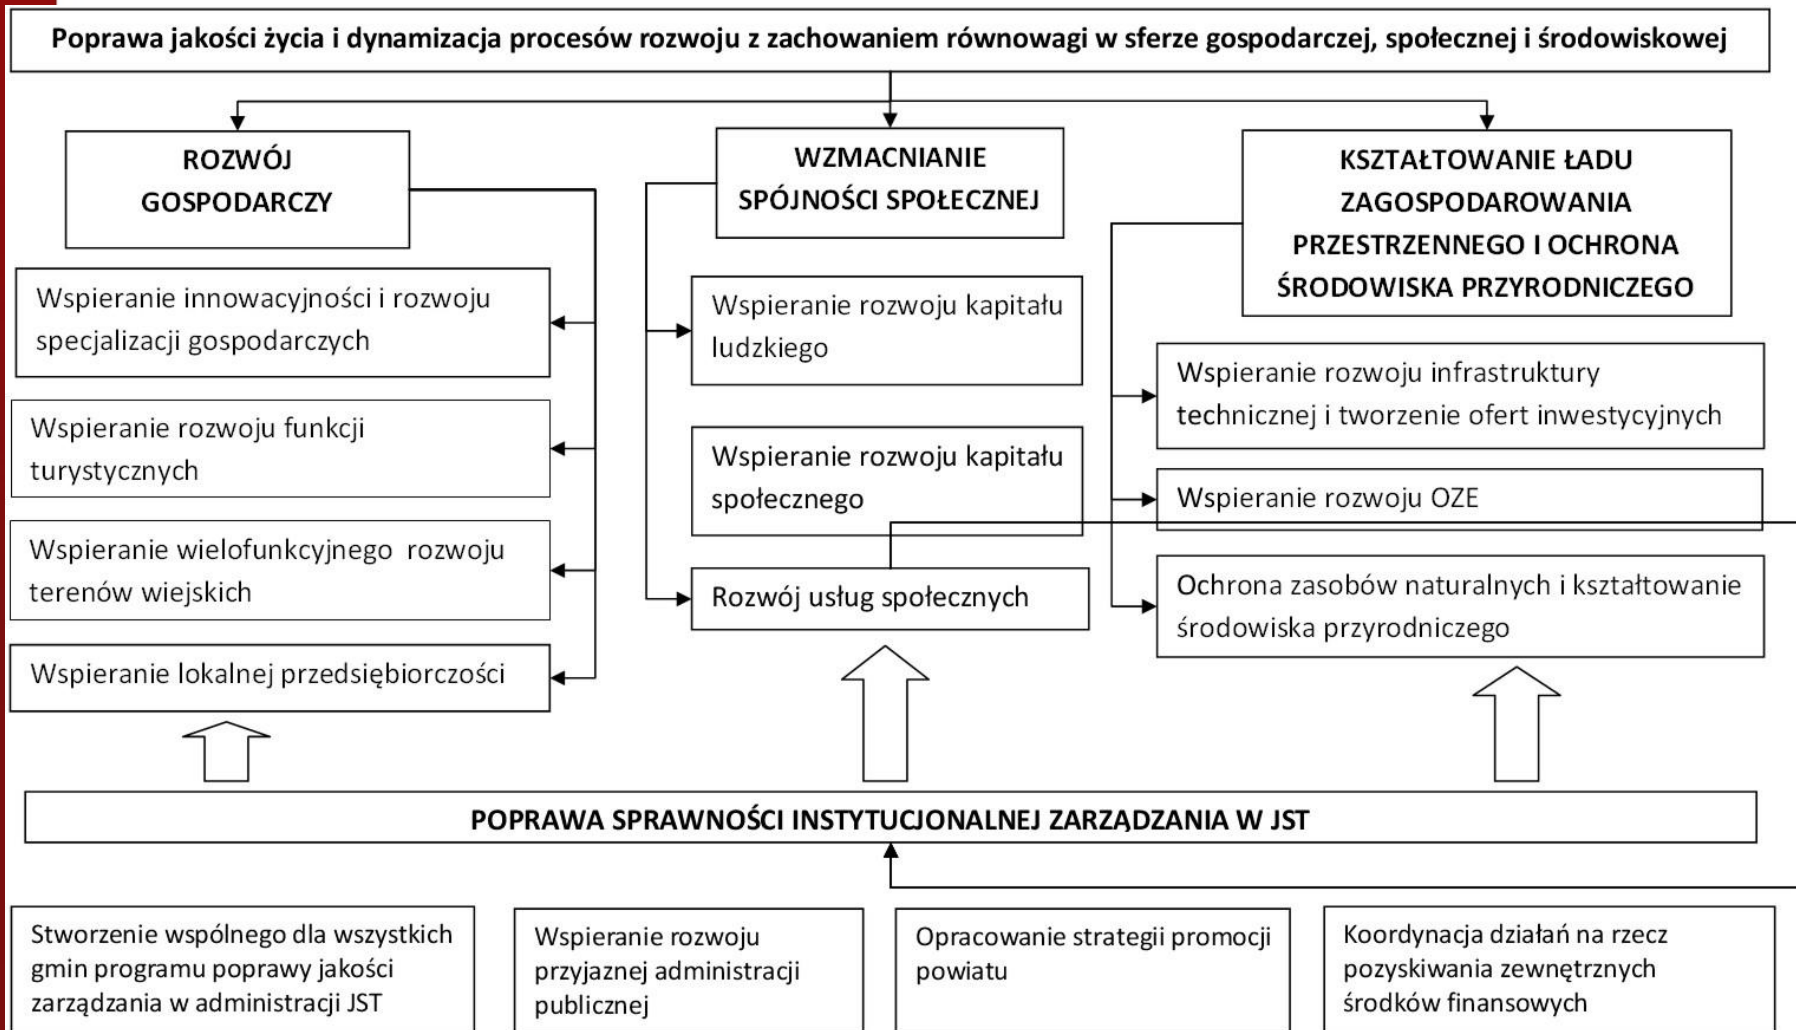 Poprawa jakości życia i dynamizacja procesów rozwoju z zachowaniem równowagi w sferze gospodarczej, społecznej i środowiskowej
ROZWÓJ
GOSPODARCZY
Wspieranie innowacyjności i rozwoju
specjalizacji gospodarczych
Wspieranie rozwoju funkcji
turystycznych
Wspieranie wielofunkcyjnego rozwoju
terenów wiejskich
Wspieranie lokalnej przedsiębiorczości
WZMACNIANIE
SPÓJNOŚCI SPOŁECZNEJ
Wspieranie rozwoju kapitału
ludzkiego
Wspieranie rozwoju kapitału
społecznego
Rozwój usług społecznych
KSZTAŁTOWANIE ŁADU
ZAGOSPODAROWANIA
PRZESTRZENNEGO I OCHRONA
ŚRODOWISKA PRZYRODNICZEGO
Wspieranie rozwoju infrastruktury
technicznej i tworzenie ofert inwestycyjnych
Wspieranie rozwoju OZE
Ochrona zasobów naturalnych i kształtowanie
środowiska przyrodniczego
POPRAWA SPRAWNOŚCI INSTYTUCJONALNEJ ZARZĄDZANIA W JST
Stworzenie wspólnego dla wszystkich
gmin programu poprawy jakości
zarządzania w administracji JST
Wspieranie rozwoju
przyjaznej administracji
publicznej
Opracowanie strategii promocji
powiatu
Koordynacja działań na rzecz
pozyskiwania zewnętrznych
środków finansowych